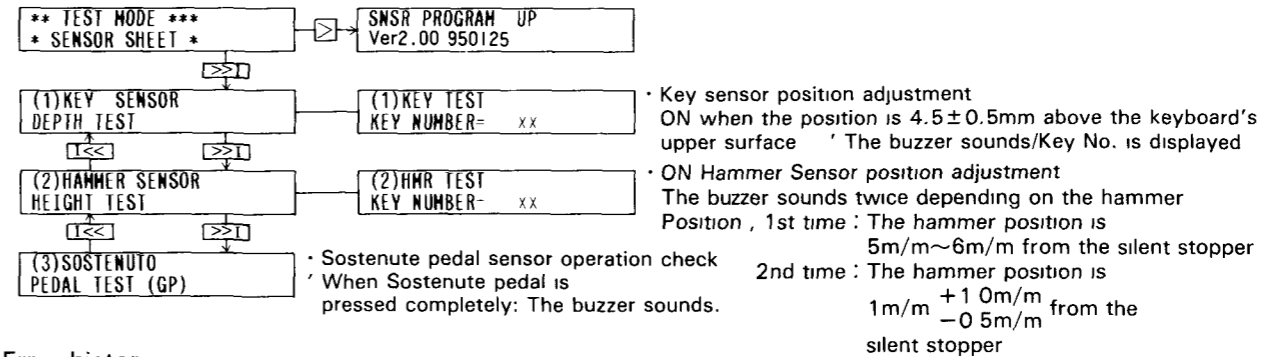 ** TEST MODE ***
* SENSOR SHEET *
>
SNSR PROGRAM UP
Ver2.00 950125
>>I
(1)KEY SENSOR
DEPTH TEST
(1)KEY TEST
KEY NUMBER= xx
· Key sensor position adjustment
ON when the position is 4.5±0.5mm above the keyboard's
upper surface ′ The buzzer sounds/Key No. is displayed
I<<
>>I
(2)HAMMER SENSOR
HEIGHT TEST
(2)HMR TEST
KEY NUMBER- xx
· ON Hammer Sensor position adjustment
The buzzer sounds twice depending on the hammer
Position , 1st time : The hammer position is
5m/m~6m/m from the silent stopper
2nd time : The hammer position is
1m/m +1 0m/m −0 5m/m from the
silent stopper
I<<
>>I
(3)SOSTENUTO
PEDAL TEST (GP)
· Sostenute pedal sensor operation check
′ When Sostenute pedal is
pressed completely: The buzzer sounds.